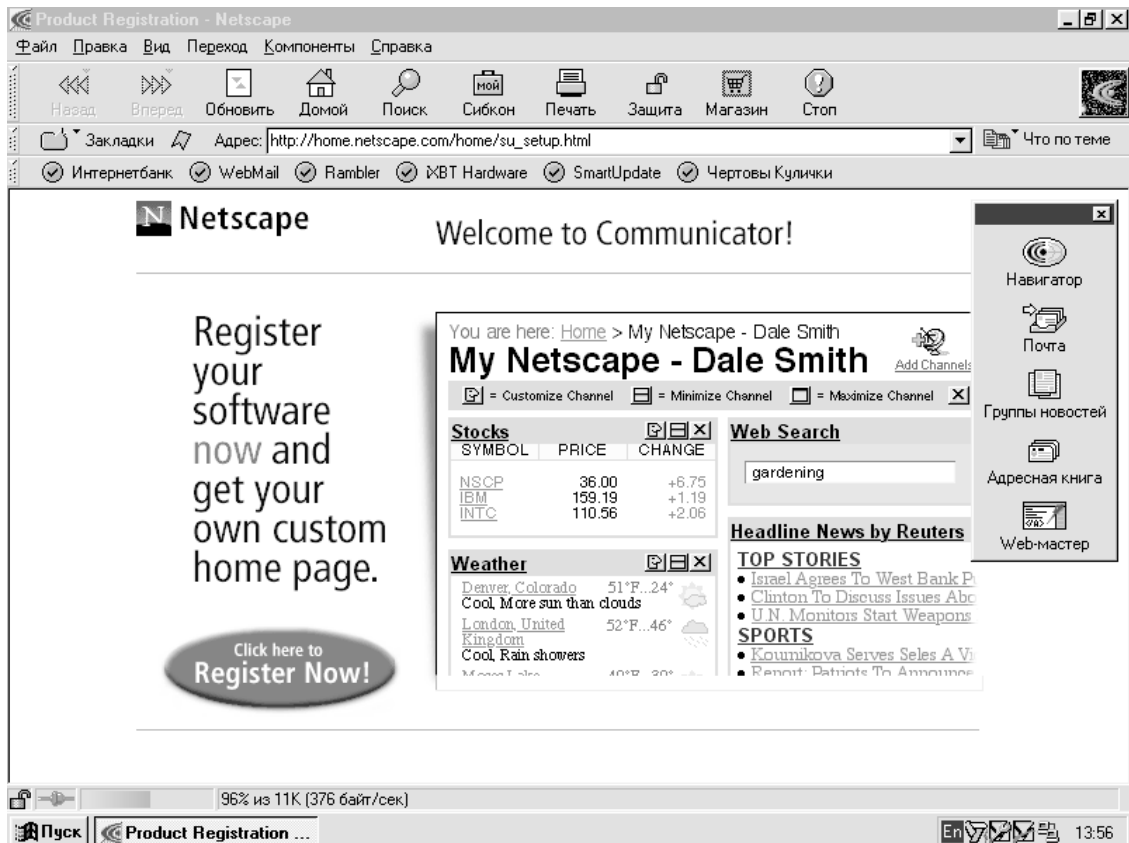 Product Registration - Netscape
Файл Правка Вид Переход Компоненты Справка
Назад Вперед Обновить Домой Поиск Сибкон Печать Защита Магазин Стоп
мой
Закладки Адрес: http://home.netscape.com/home/su_setup.html Что по теме
Интернетбанк WebMail Rambler iXBT Hardware SmartUpdate Чертовы Кулички
N Netscape
Welcome to Communicator!
Register
your
software
now and
get your
own custom
home page.
Click here to
Register Now!
You are here: Home > My Netscape - Dale Smith
My Netscape - Dale Smith
Add Channels
= Customize Channel = Minimize Channel = Maximize Channel
Stocks
SYMBOL PRICE CHANGE
NSCP 36.00 +6.75
IBM 159.19 +1.19
INTC 110.56 +2.06
Weather
Denver, Colorado 51°F...24°
Cool, More sun than clouds
London, United 52°F...46°
Kingdom
Cool, Rain showers
Web Search
gardening
Headline News by Reuters
TOP STORIES
Israel Agrees To West Bank
Clinton To Discuss Issues
U.N. Monitors Start Weapons
SPORTS
Kournikova Serves Seles A
Report: Patriots To Announce
Навигатор
Почта
Группы новостей
Адресная книга
Web-мастер
96% из 11K (376 байт/сек)
Пуск Product Registration ... En 13:56